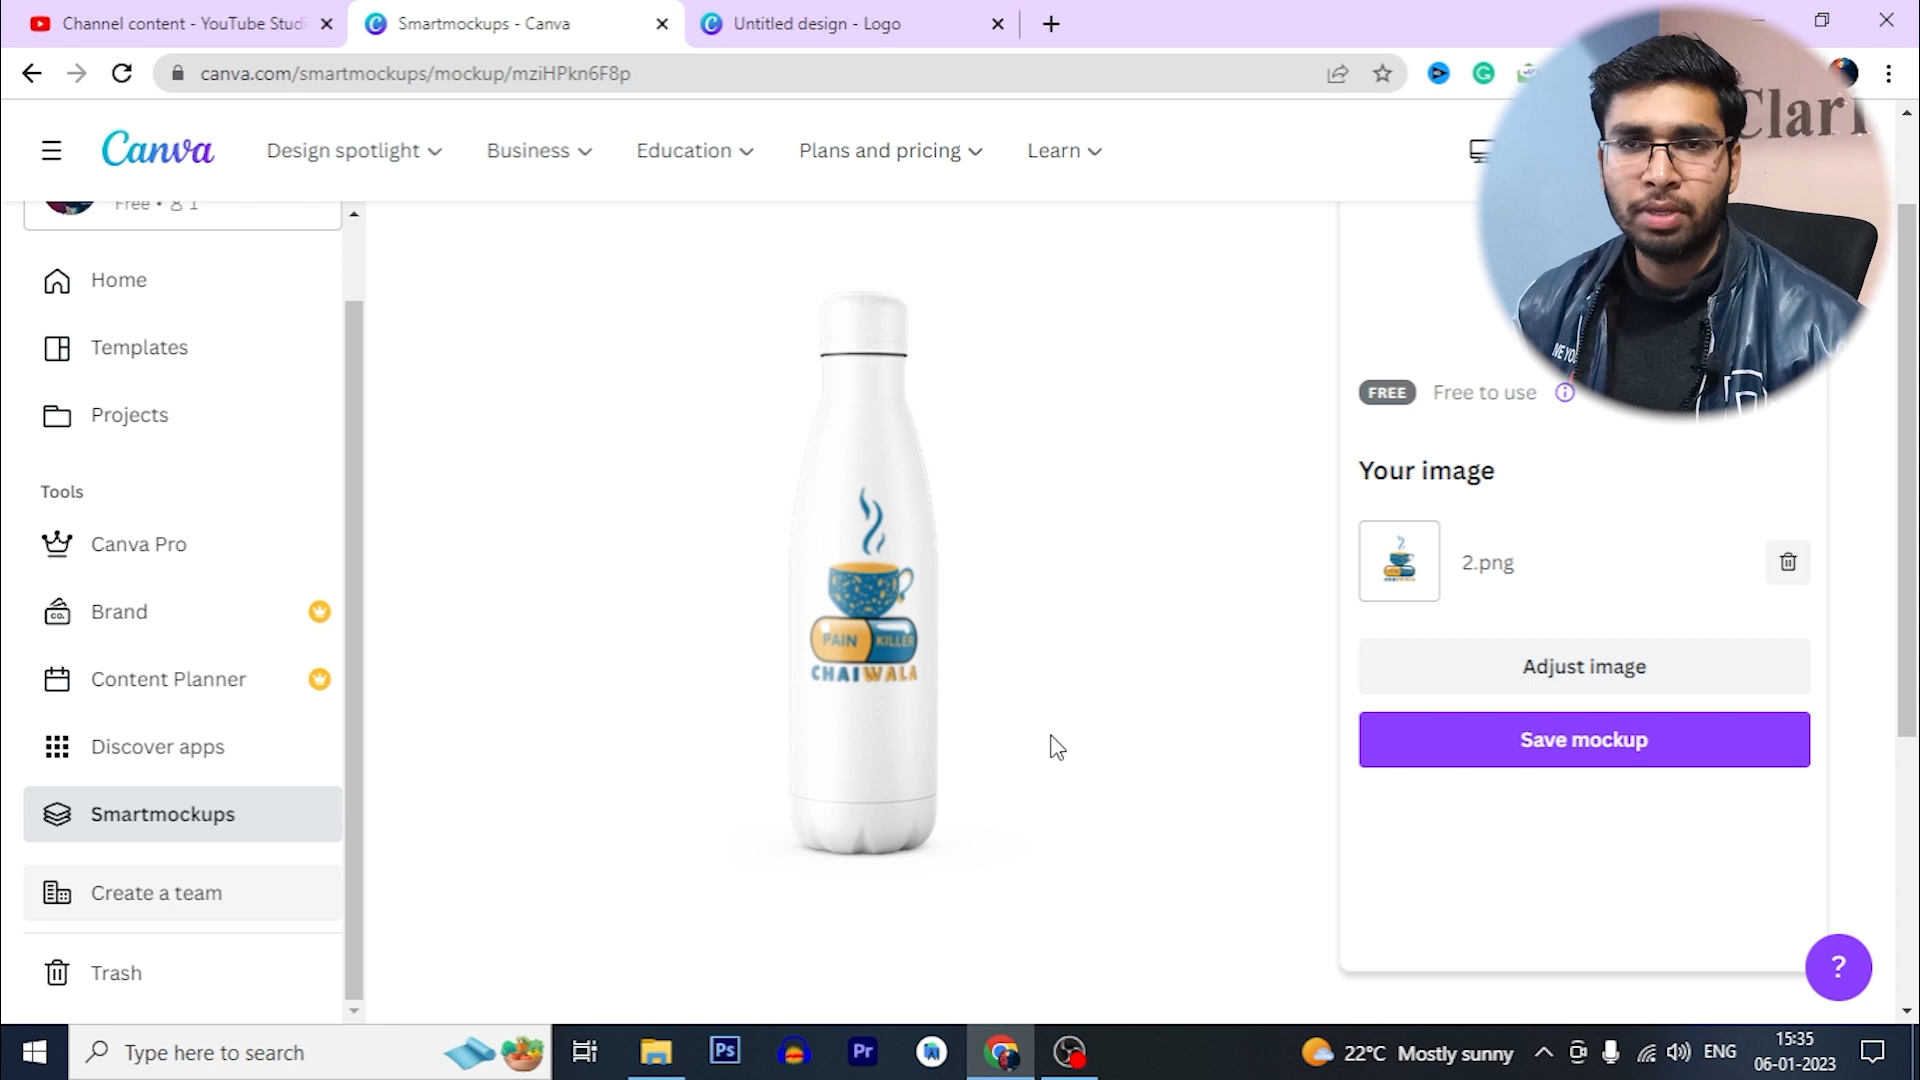 Channel content - YouTube Studi
Smartmockups - Canva
Untitled design - Logo
canva.com/smartmockups/mockup/mziHPkn6F8p
Canva
Design spotlight
Business
Education
Plans and pricing
Learn
Free • 1
Home
Templates
Projects
Tools
Canva Pro
Brand
Content Planner
Discover apps
Smartmockups
Create a team
Trash
PAIN KILLER
CHAIWALA
FREE Free to use
Your image
2.png
Adjust image
Save mockup
?
Type here to search
Ps
Pr
22°C Mostly sunny
ENG
15:35
06-01-2023